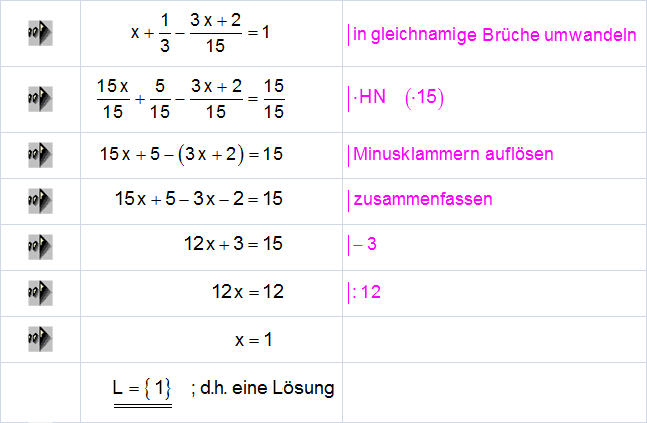 x + 1/3 − (3x + 2)/15 = 1 |in gleichnamige Brüche umwandeln
15x/15 + 5/15 − (3x + 2)/15 = 15/15 |·HN (·15)
15x + 5 − (3x + 2) = 15 |Minusklammern auflösen
15x + 5 − 3x − 2 = 15 |zusammenfassen
12x + 3 = 15 |− 3
12x = 12 |: 12
x = 1
L = {1} ; d.h. eine Lösung